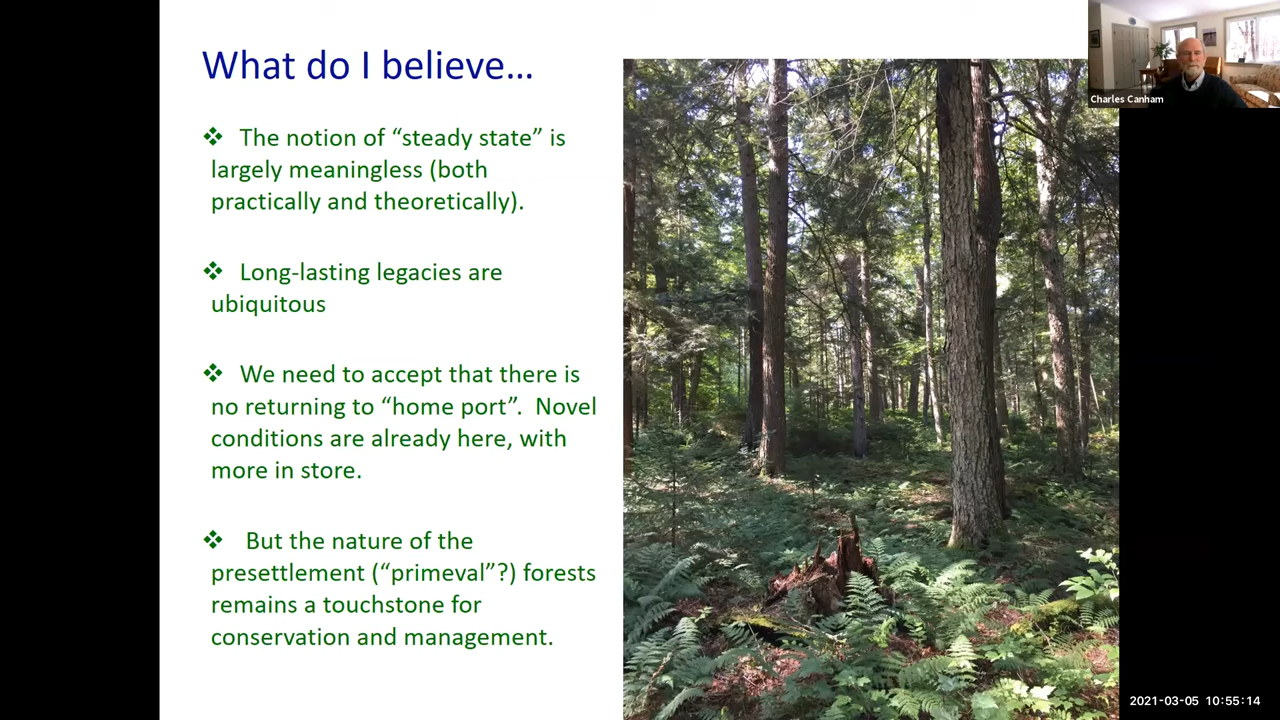 What do I believe...
❖ The notion of “steady state” is
largely meaningless (both
practically and theoretically).
❖ Long-lasting legacies are
ubiquitous
❖ We need to accept that there is
no returning to “home port”. Novel
conditions are already here, with
more in store.
❖ But the nature of the
presettlement (“primeval”?) forests
remains a touchstone for
conservation and management.
Charles Canham
2021-03-05 10:55:14